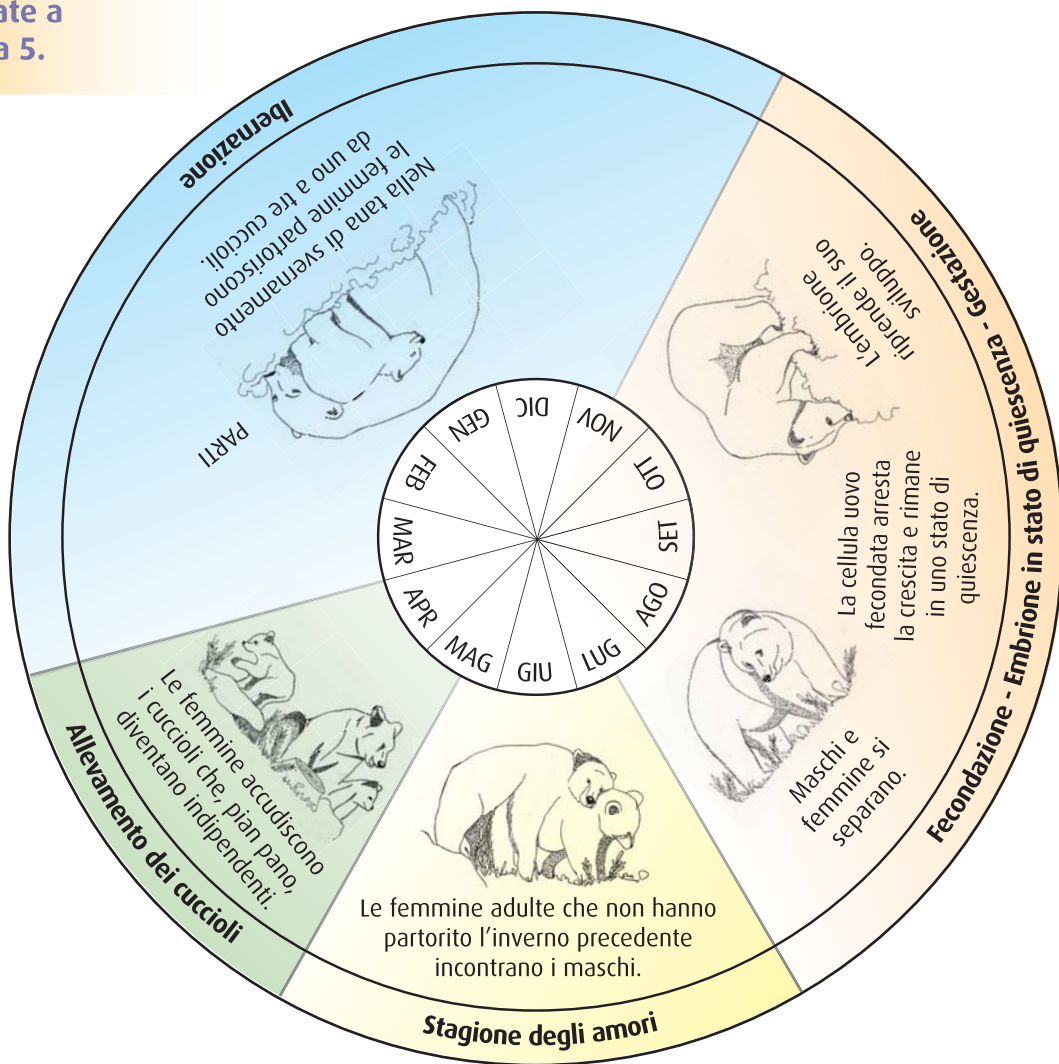 ate a
a 5.
Ibernazione
Nella tana di svernamento
le femmine partoriscono
da uno a tre cuccioli.
PARTI
Fecondazione - Embrione in stato di quiescenza - Gestazione
L'embrione
riprende il suo
sviluppo.
La cellula uovo
fecondata arresta
la crescita e rimane
in uno stato di
quiescenza.
Maschi e
femmine si
separano.
Stagione degli amori
Le femmine adulte che non hanno
partorito l'inverno precedente
incontrano i maschi.
Allevamento dei cuccioli
Le femmine accudiscono
i cuccioli che, pian pano,
diventano indipendenti.
GEN
FEB
MAR
APR
MAG
GIU
LUG
AGO
SET
OTT
NOV
DIC